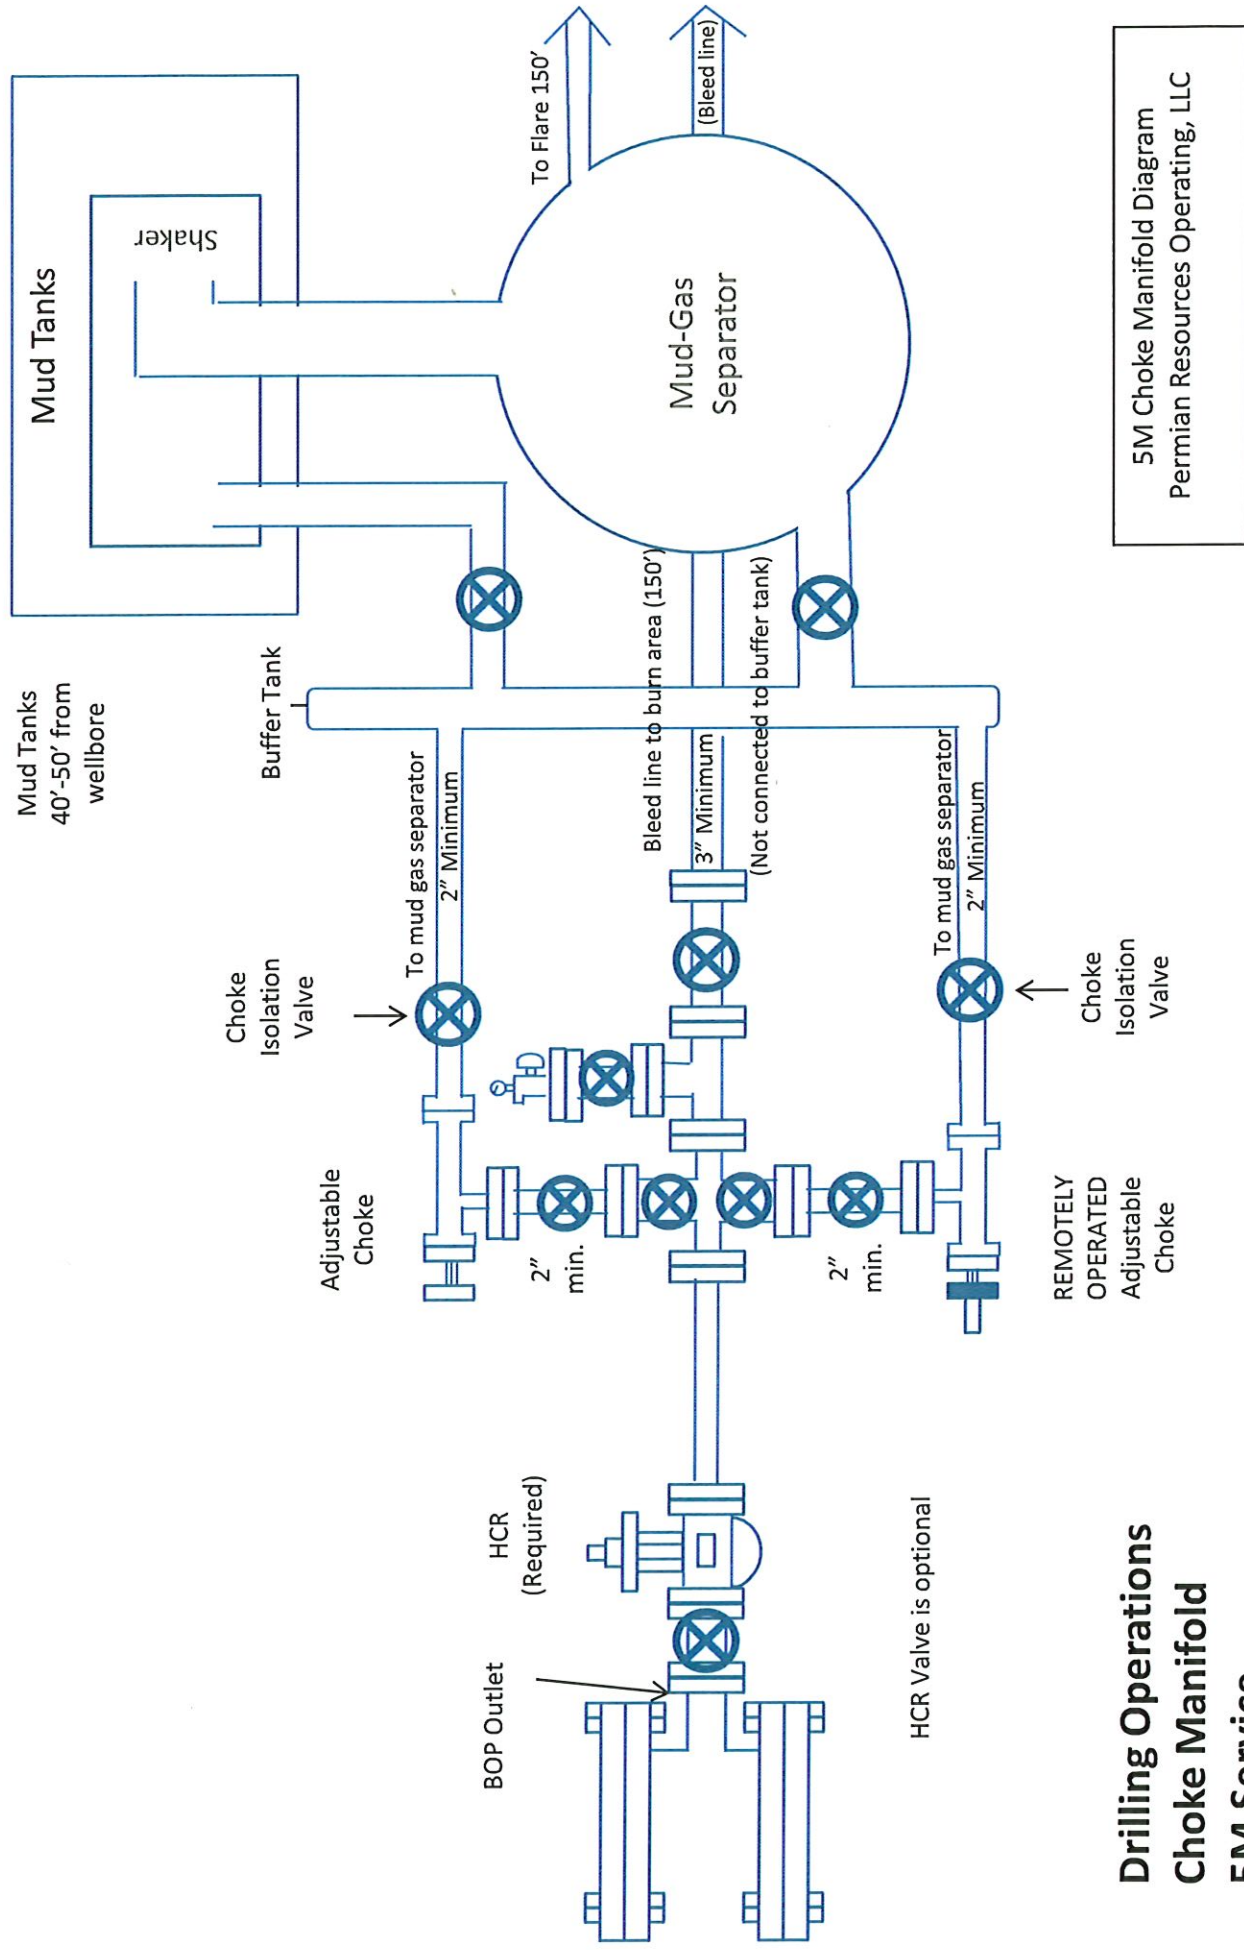 Mud Tanks
40'-50' from
wellbore
Mud Tanks
Shaker
Buffer Tank
To Flare 150'
(Bleed line)
Mud-Gas
Separator
Choke
Isolation
Valve
To mud gas separator
2" Minimum
Bleed line to burn area (150')
3" Minimum
(Not connected to buffer tank)
To mud gas separator
2" Minimum
Choke
Isolation
Valve
Adjustable
Choke
2"
min.
2"
min.
REMOTELY
OPERATED
Adjustable
Choke
HCR
(Required)
BOP Outlet
HCR Valve is optional
Drilling Operations
Choke Manifold
5M Service
5M Choke Manifold Diagram
Permian Resources Operating, LLC